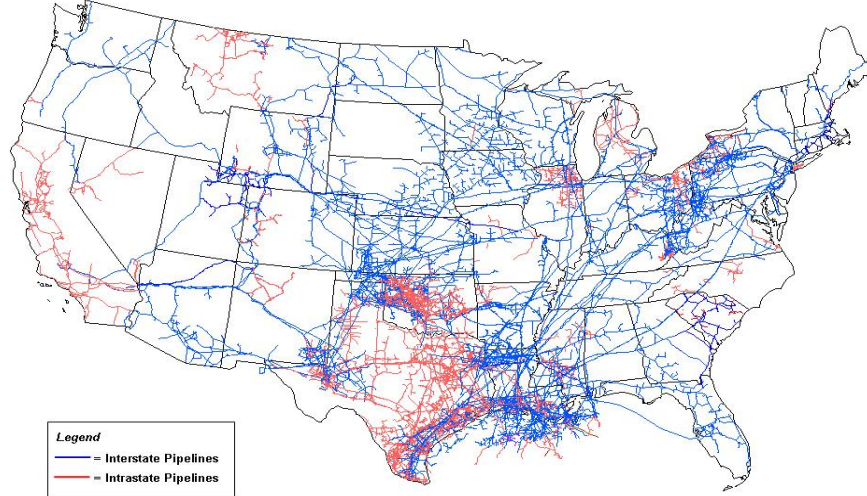 Legend
= Interstate Pipelines
= Intrastate Pipelines